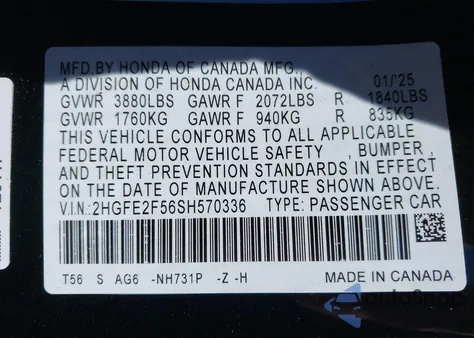 MFD.BY HONDA OF CANADA MFG.,
A DIVISION OF HONDA CANADA INC. 01/'25
GVWR 3880LBS GAWR F 2072LBS R 1840LBS
GVWR 1760KG GAWR F 940KG R 835KG
THIS VEHICLE CONFORMS TO ALL APPLICABLE
FEDERAL MOTOR VEHICLE SAFETY , BUMPER ,
AND THEFT PREVENTION STANDARDS IN EFFECT
ON THE DATE OF MANUFACTURE SHOWN ABOVE.
V.I.N:2HGFE2F56SH570336 TYPE: PASSENGER CAR
T56 S AG6 -NH731P -Z -H MADE IN CANADA